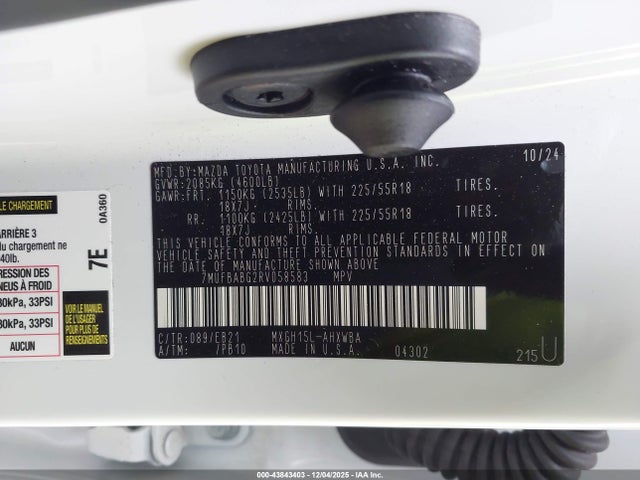 MFD.BY:MAZDA TOYOTA MANUFACTURING U.S.A. INC. 10/24
GVWR:2085KG (4600LB)
GAWR:FRT. 1150KG (2535LB) WITH 225/55R18 TIRES.
18X7J RIMS.
RR. 1100KG (2425LB) WITH 225/55R18 TIRES.
18X7J RIMS.
THIS VEHICLE CONFORMS TO ALL APPLICABLE FEDERAL MOTOR
VEHICLE SAFETY AND THEFT PREVENTION STANDARDS IN EFFECT ON
THE DATE OF MANUFACTURE SHOWN ABOVE.
7MUFBABG2RV058583 MPV
C/TR:089/EB21 MXGH15L-AHXWBA
A/TM: /PB10 04302 215U
LE CHARGEMENT
ARRIÈRE 3
du chargement ne
40lb.
RESSION DES
NEUS À FROID
30kPa, 33PSI
30kPa, 33PSI
AUCUN
VOIR LE MANUEL
DE L'USAGER
POUR PLUS DE
RENSEIGNEMENTS
7E
0A360
000-43843403 - 12/04/2025 - IAA Inc.